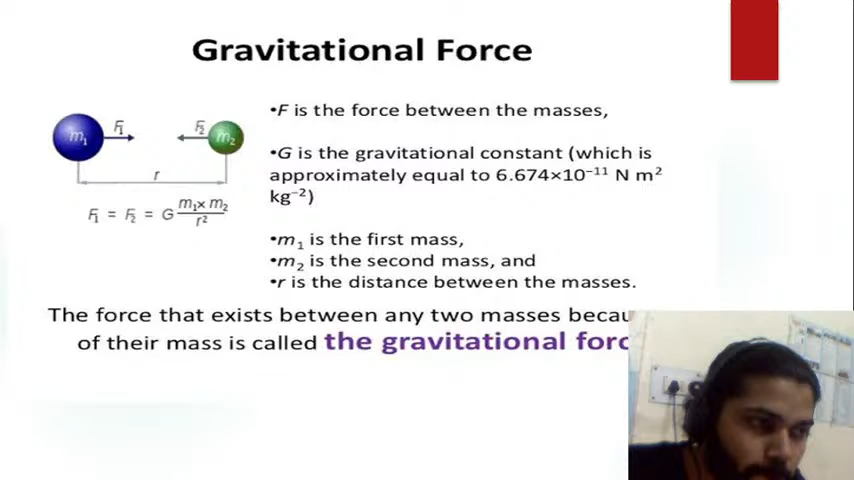 Gravitational Force
•F is the force between the masses,
m₁ F₁ F₂ m₂
•G is the gravitational constant (which is
approximately equal to 6.674×10⁻¹¹ N m²
kg⁻²)
r
F₁ = F₂ = G m₁× m₂ / r²
•m₁ is the first mass,
•m₂ is the second mass, and
•r is the distance between the masses.
The force that exists between any two masses becau
of their mass is called the gravitational forc